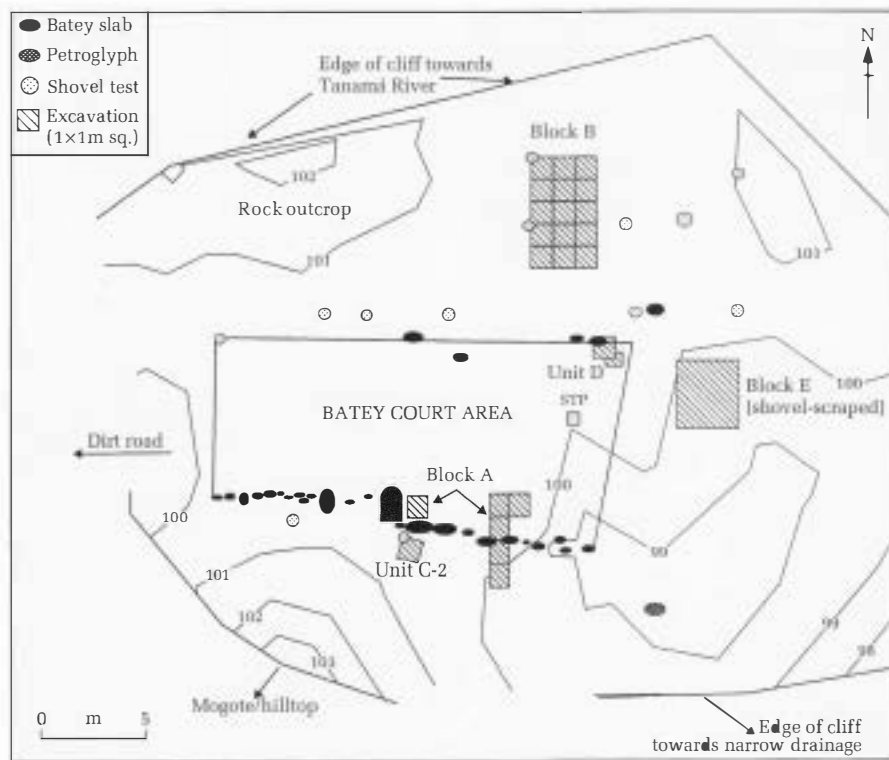 Batey slab
Petroglyph
Shovel test
Excavation
(1×1m sq.)
Edge of cliff towards
Tanamá River
N
Block B
102
Rock outcrop
101
101
Unit D
STP
Block E
[shovel-scraped]
100
BATEY COURT AREA
Dirt road
Block A
100
100
99
Unit C-2
101
102
103
99
98
Mogote/hilltop
0 m 5
Edge of cliff
towards narrow drainage